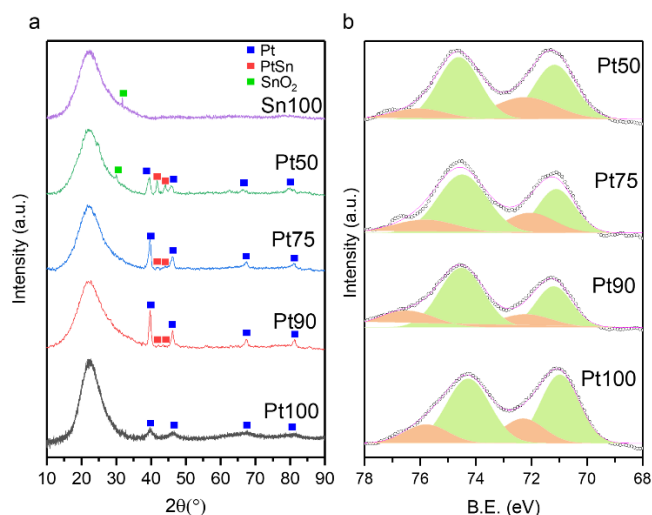 a
Pt
PtSn
SnO₂
Sn100
Pt50
Pt75
Pt90
Pt100
Intensity (a.u.)
10 20 30 40 50 60 70 80 90
2θ(°)
b
Pt50
Pt75
Pt90
Pt100
Intensity (a.u.)
78 76 74 72 70 68
B.E. (eV)